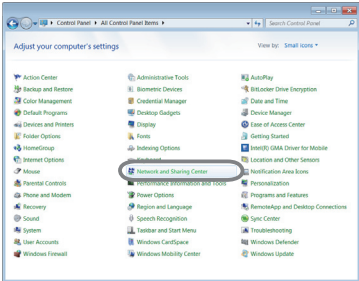 Control Panel ▸ All Control Panel Items ▸
Search Control Panel
Adjust your computer's settings
View by: Small icons
Action Center
Administrative Tools
AutoPlay
Backup and Restore
Biometric Devices
BitLocker Drive Encryption
Color Management
Credential Manager
Date and Time
Default Programs
Desktop Gadgets
Device Manager
Devices and Printers
Display
Ease of Access Center
Folder Options
Fonts
Getting Started
HomeGroup
Indexing Options
Intel(R) GMA Driver for Mobile
Internet Options
Keyboard
Location and Other Sensors
Mouse
Network and Sharing Center
Notification Area Icons
Parental Controls
Performance Information and Tools
Personalization
Phone and Modem
Power Options
Programs and Features
Recovery
Region and Language
RemoteApp and Desktop Connections
Sound
Speech Recognition
Sync Center
System
Taskbar and Start Menu
Troubleshooting
User Accounts
Windows CardSpace
Windows Defender
Windows Firewall
Windows Mobility Center
Windows Update